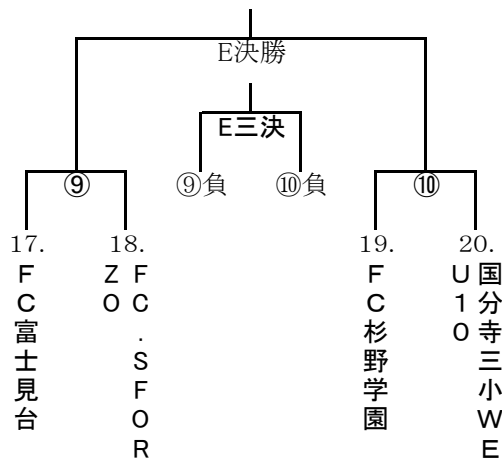 E決勝
E三決
⑨
⑨負
⑩負
⑩
17.
18.
19.
20.
FC富士見台
FC.SFOR
ZO
FC杉野学園
国分寺三小WE
U10